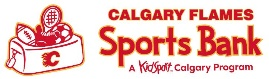 CALGARY FLAMES
Sports Bank
A KidSport Calgary Program